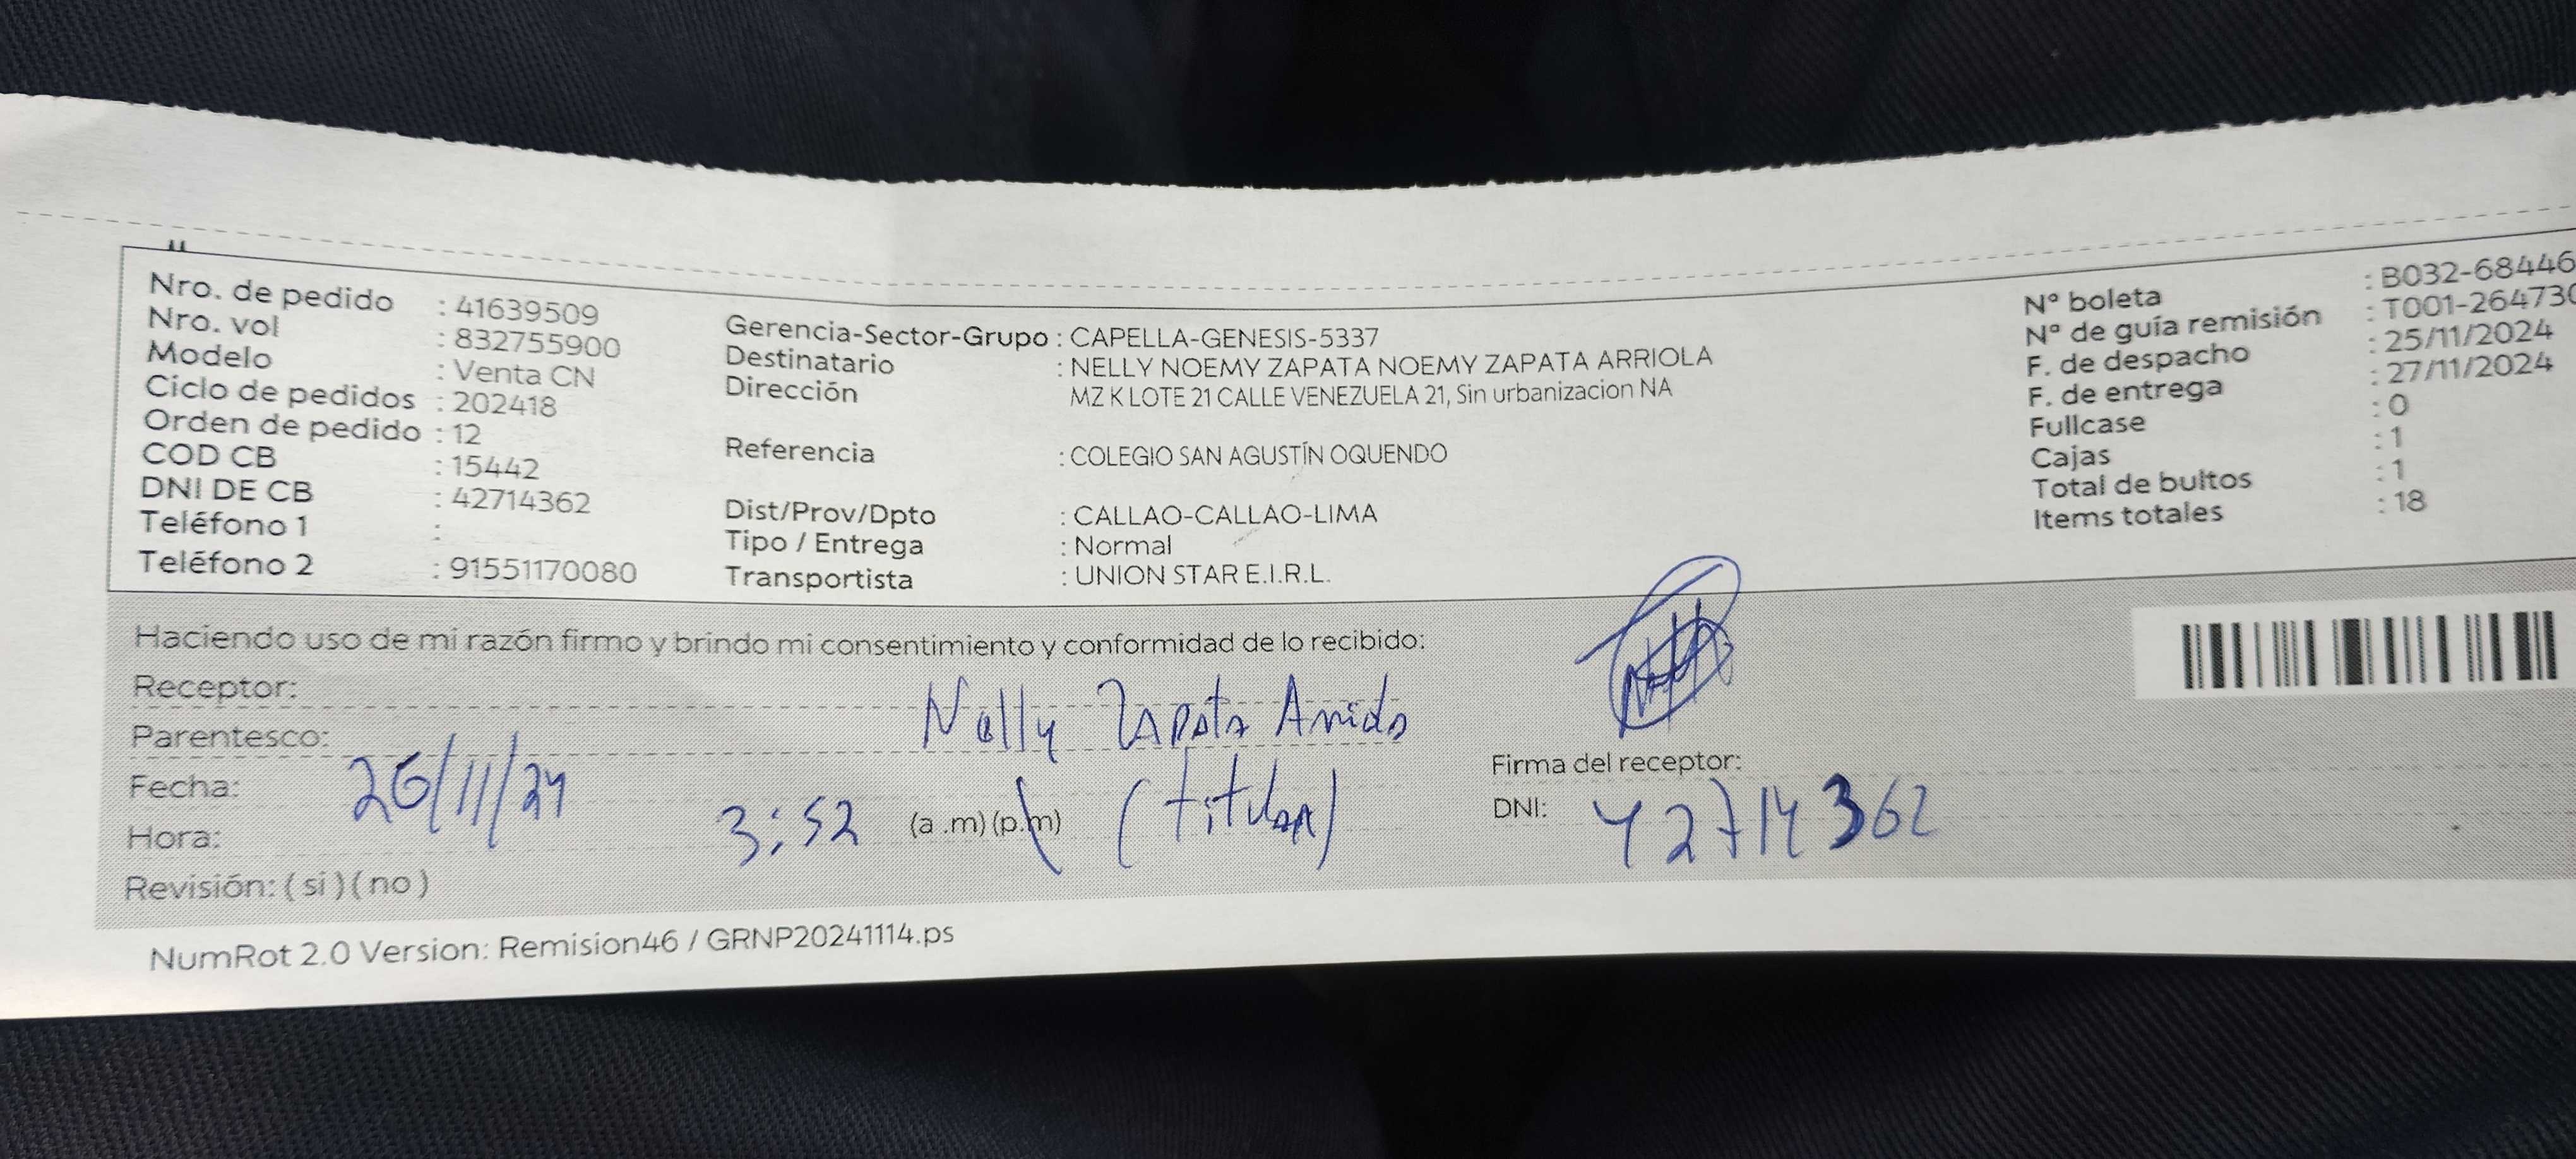 Nro. de pedido : 41639509
Nro. vol : 832755900
Modelo : Venta CN
Ciclo de pedidos : 202418
Orden de pedido : 12
COD CB : 15442
DNI DE CB : 42714362
Teléfono 1 :
Teléfono 2 : 91551170080
Gerencia-Sector-Grupo : CAPELLA-GENESIS-5337
Destinatario : NELLY NOEMY ZAPATA NOEMY ZAPATA ARRIOLA
Dirección MZ K LOTE 21 CALLE VENEZUELA 21, Sin urbanizacion NA
Referencia : COLEGIO SAN AGUSTÍN OQUENDO
Dist/Prov/Dpto : CALLAO-CALLAO-LIMA
Tipo / Entrega : Normal
Transportista : UNION STAR E.I.R.L.
Nº boleta : B032-68446
Nº de guía remisión : T001-26473
F. de despacho : 25/11/2024
F. de entrega : 27/11/2024
Fullcase : 0
Cajas : 1
Total de bultos : 1
Items totales : 18
Haciendo uso de mi razón firmo y brindo mi consentimiento y conformidad de lo recibido:
Receptor: Nelly Zapata
Parentesco: (titular)
Fecha: 26/11/24
Hora: 3:52 (a .m) (p.m)
Revisión: ( si ) ( no )
Firma del receptor:
DNI: 42714362
NumRot 2.0 Version: Remision46 / GRNP20241114.ps